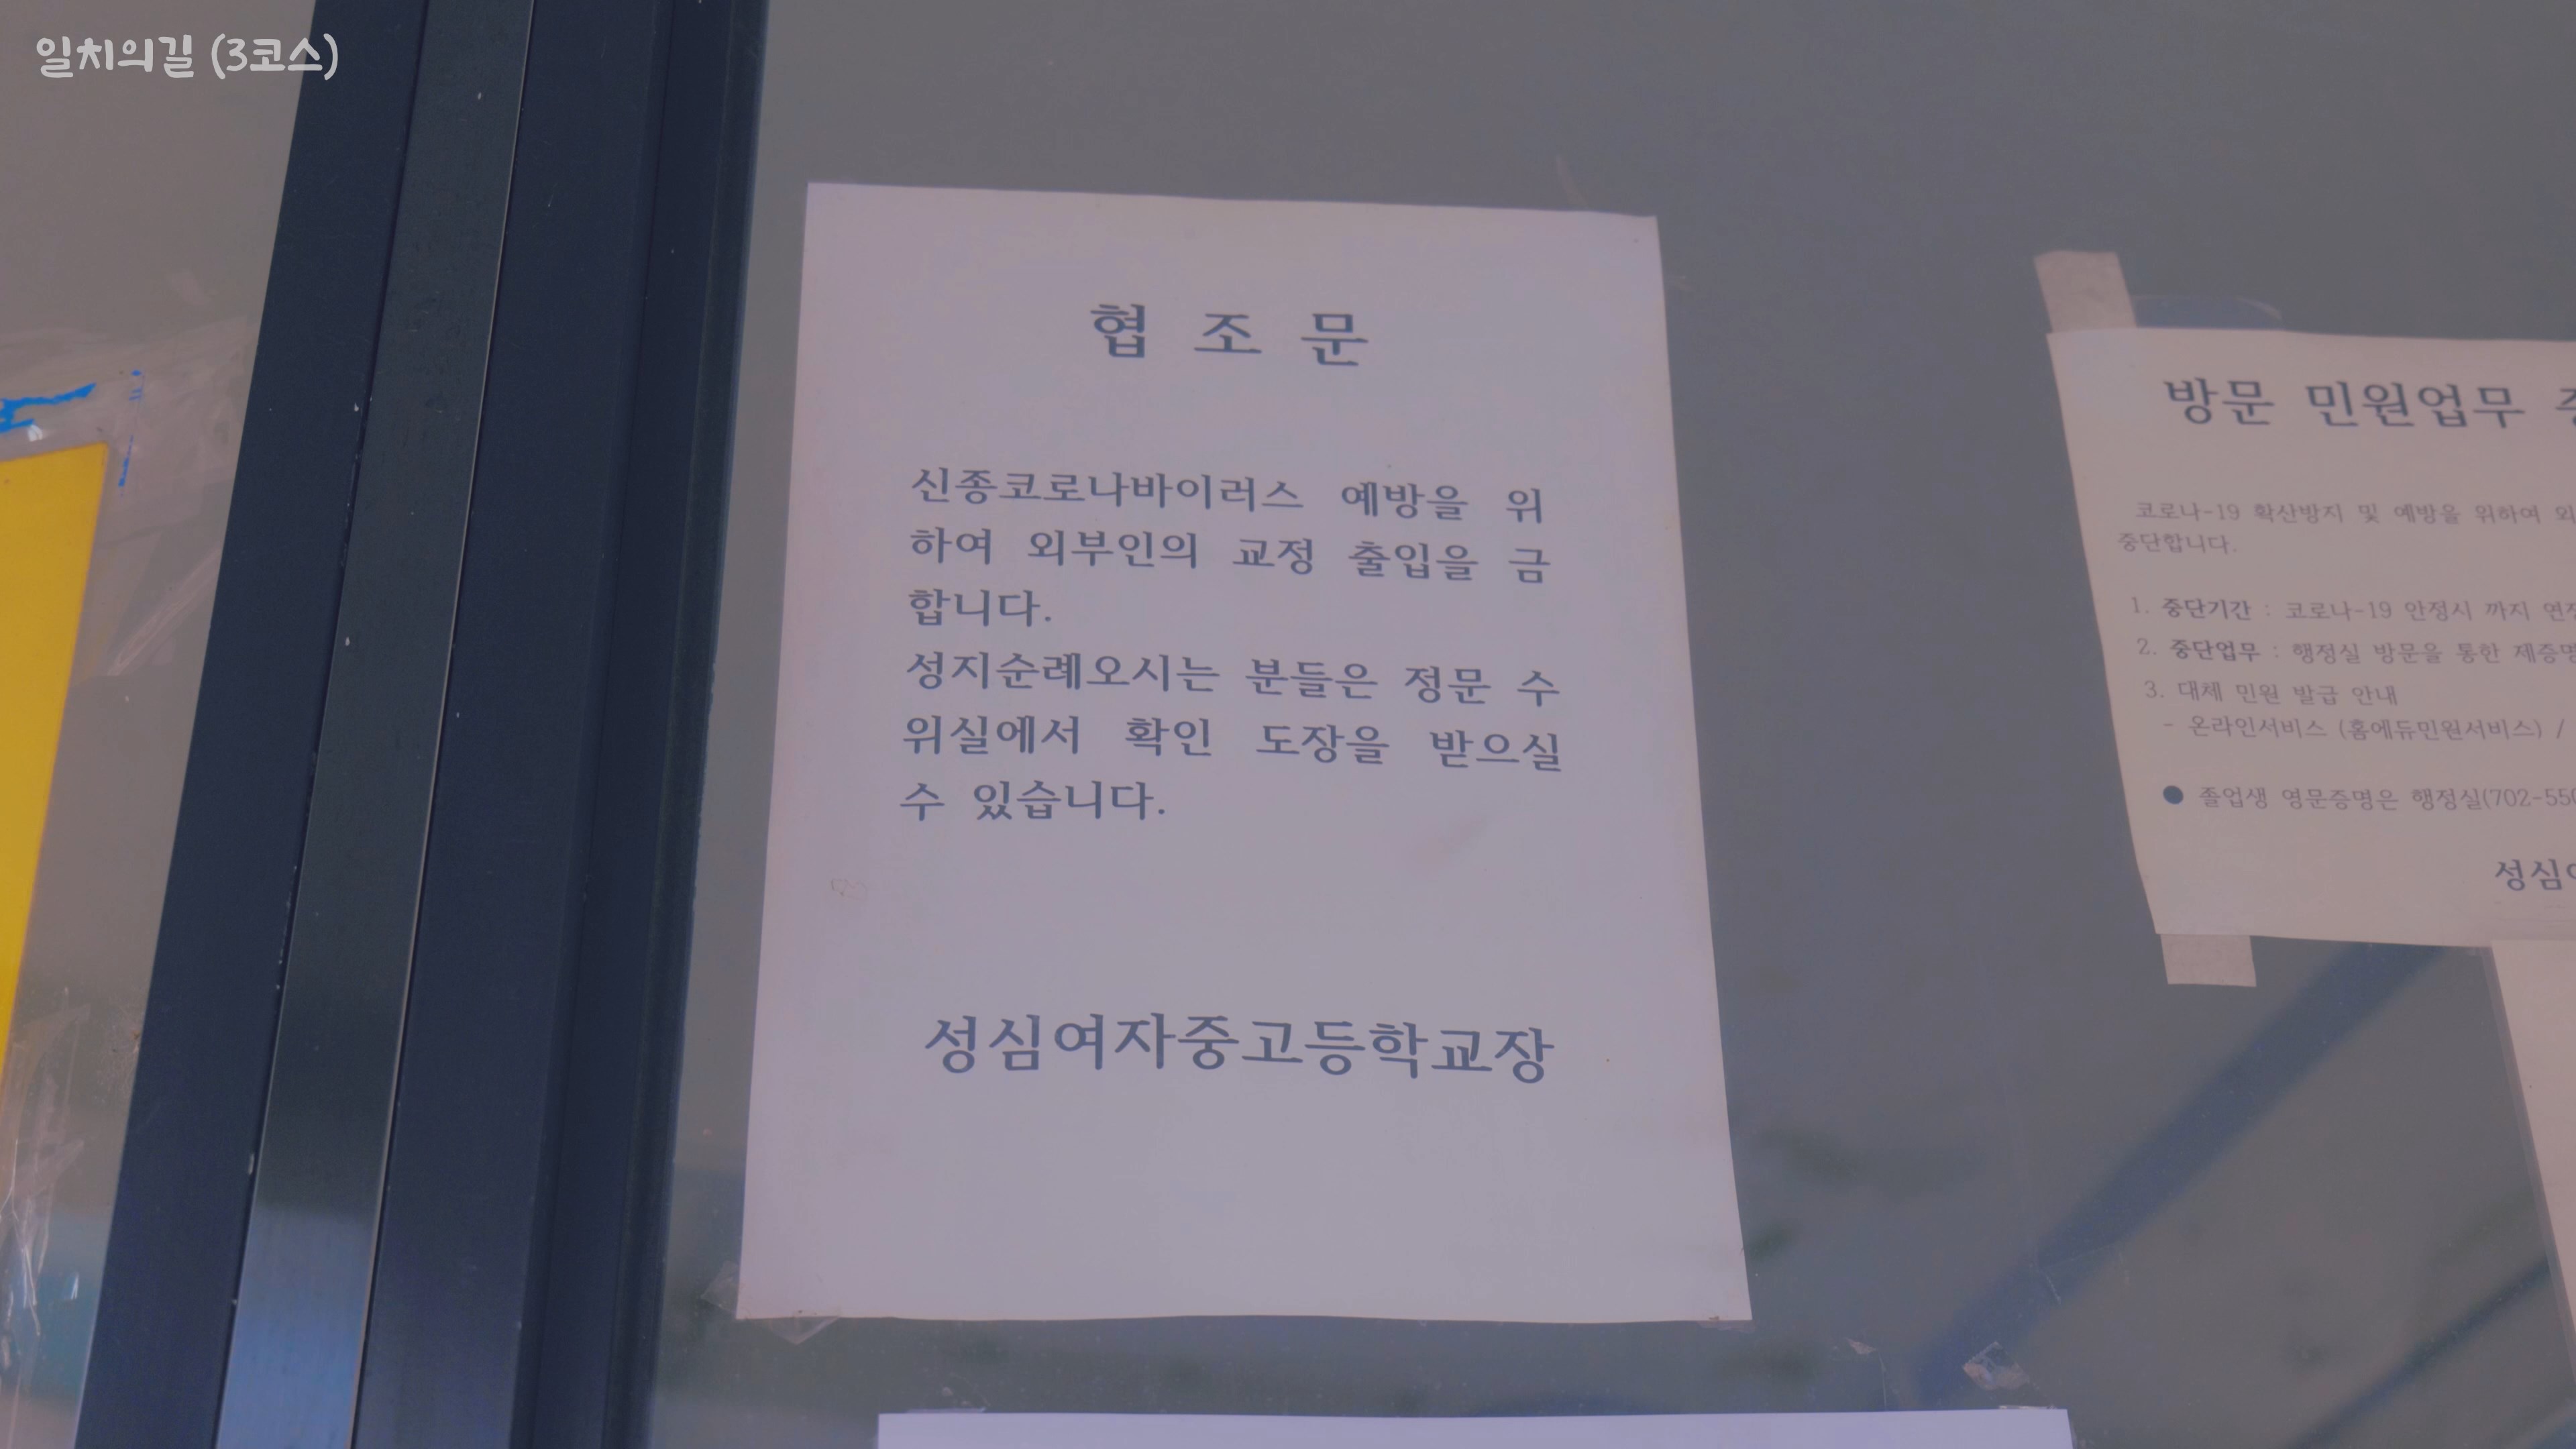 일치의길 (3코스)
협 조 문
신종코로나바이러스 예방을 위
하여 외부인의 교정 출입을 금
합니다.
성지순례오시는 분들은 정문 수
위실에서 확인 도장을 받으실
수 있습니다.
성심여자중고등학교장
방문 민원업무
코로나-19 확산방지 및 예방을 위하여 외
중단합니다.
1. 중단기간 : 코로나-19 안정시 까지
2. 중단업무 : 행정실 방문을 통한 제증명
3. 대체 민원 발급 안내
- 온라인서비스 (홈에듀민원서비스) /
● 졸업생 영문증명은 행정실(702-550
성심